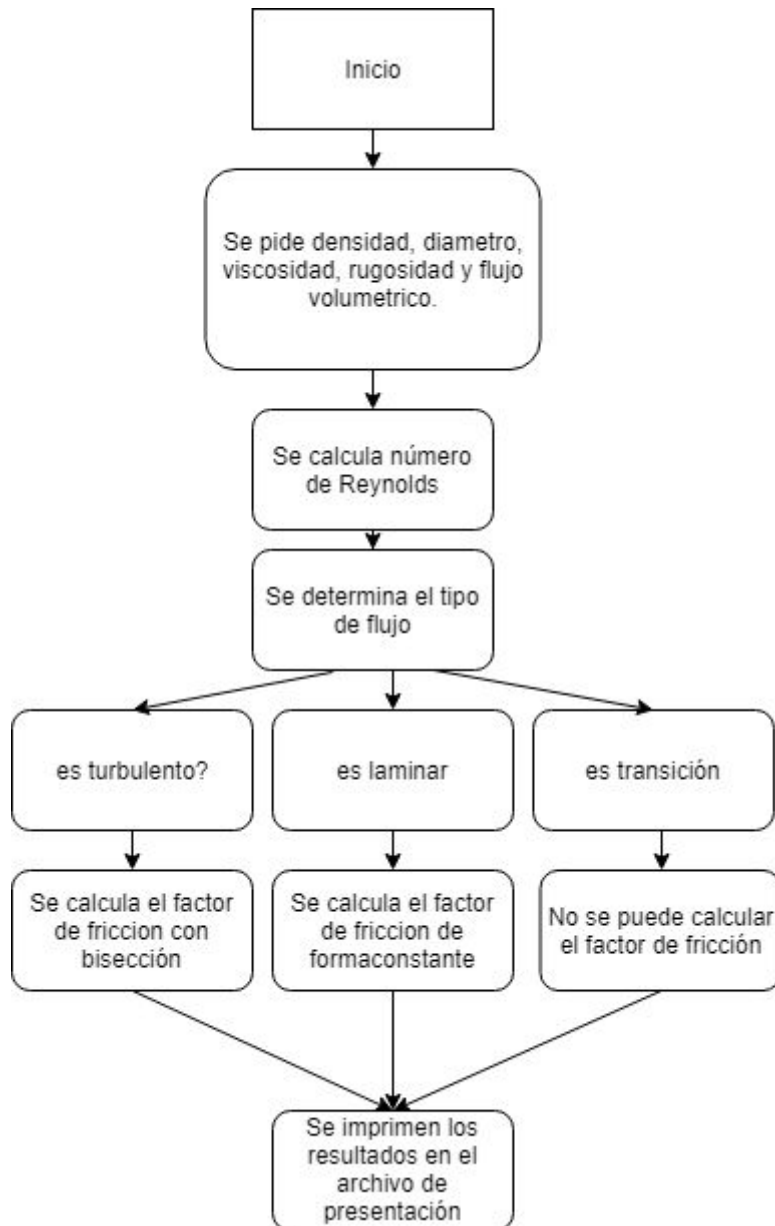 Inicio
Se pide densidad, diametro,
viscosidad, rugosidad y flujo
volumetrico.
Se calcula número
de Reynolds
Se determina el tipo
de flujo
es turbulento?
es laminar
es transición
Se calcula el factor
de friccion con
bisección
Se calcula el factor
de friccion de
formaconstante
No se puede calcular
el factor de fricción
Se imprimen los
resultados en el
archivo de
presentación